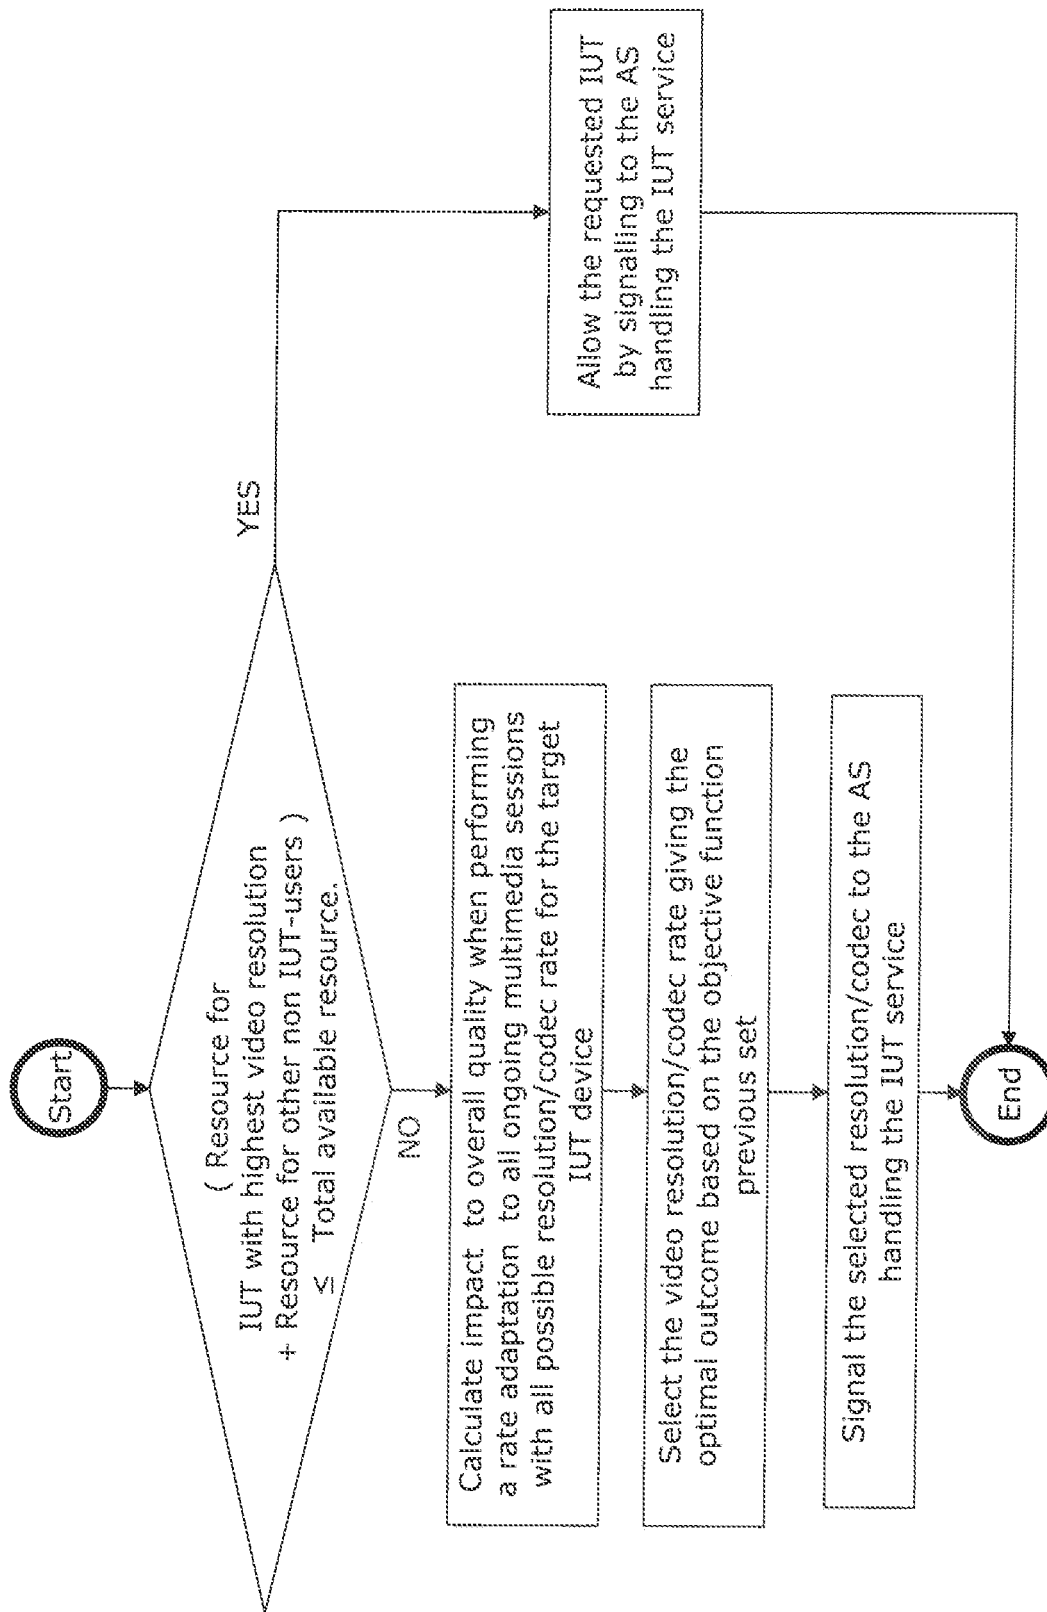 Start
( Resource for
IUT with highest video resolution
+ Resource for other non IUT-users )
≤ Total available resource.
YES
NO
Allow the requested IUT
by signalling to the AS
handling the IUT service
Calculate impact to overall quality when performing
a rate adaptation to all ongoing multimedia sessions
with all possible resolution/codec rate for the target
IUT device
Select the video resolution/codec rate giving the
optimal outcome based on the objective function
previous set
Signal the selected resolution/codec to the AS
handling the IUT service
End